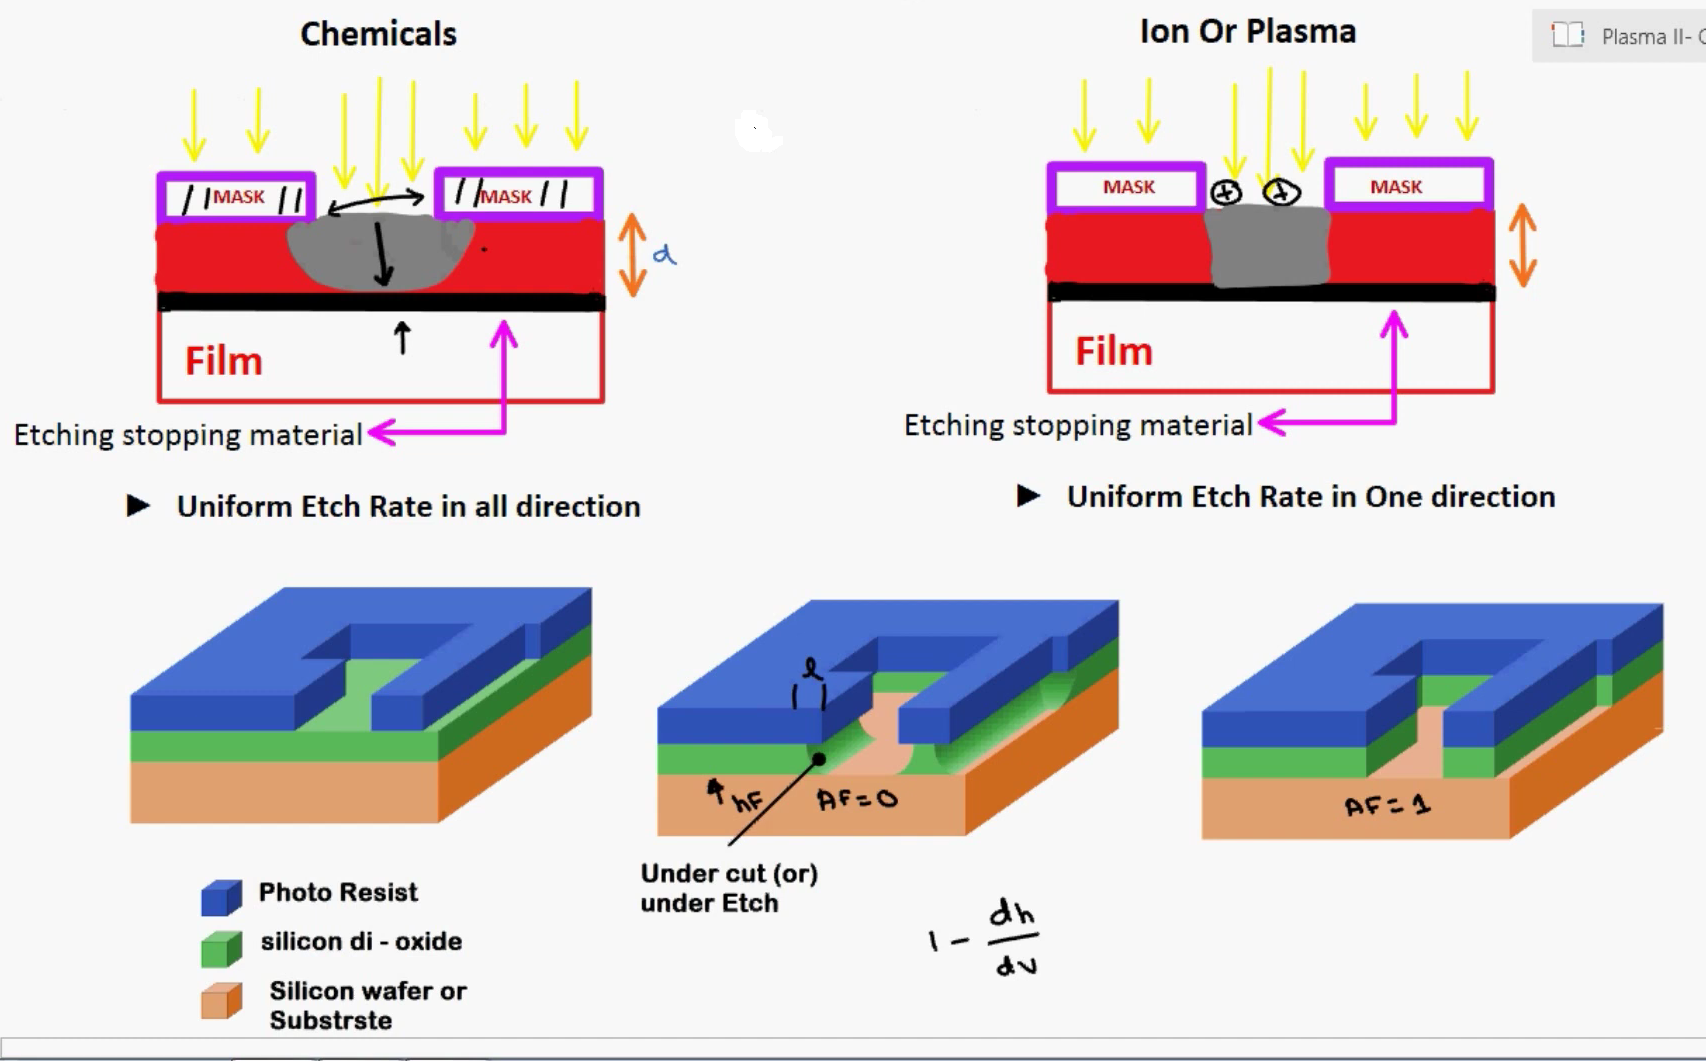 Chemicals
Ion Or Plasma
Plasma II-
MASK
MASK
MASK
MASK
d
Film
Film
Etching stopping material
Etching stopping material
► Uniform Etch Rate in all direction
► Uniform Etch Rate in One direction
l
hF
AF=0
AF=1
Under cut (or)
under Etch
Photo Resist
silicon di - oxide
Silicon wafer or
Substrste
1 - dh
dv